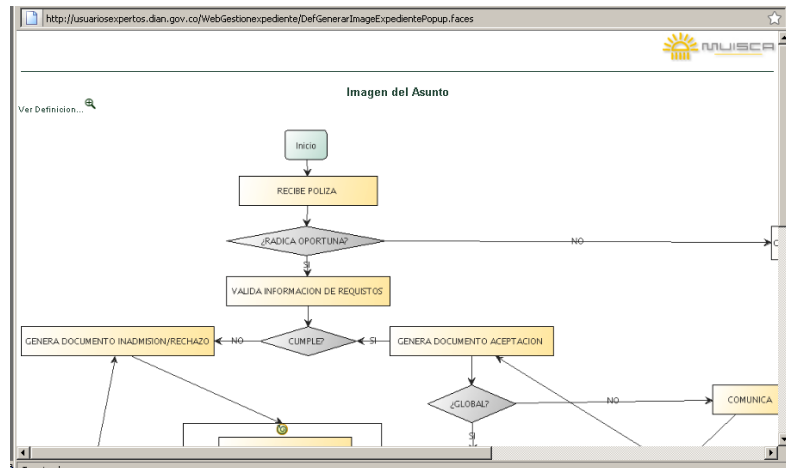 http://usuariosexpertos.dian.gov.co/WebGestionexpediente/DefGenerarImageExpedientePopup.faces
MUISCA
Imagen del Asunto
Ver Definicion...
Inicio
RECIBE POLIZA
¿RADICA OPORTUNA?
NO
SI
VALIDA INFORMACION DE REQUISTOS
GENERA DOCUMENTO INADMISION/RECHAZO
NO
CUMPLE?
SI
GENERA DOCUMENTO ACEPTACION
¿GLOBAL?
NO
COMUNICA
SI